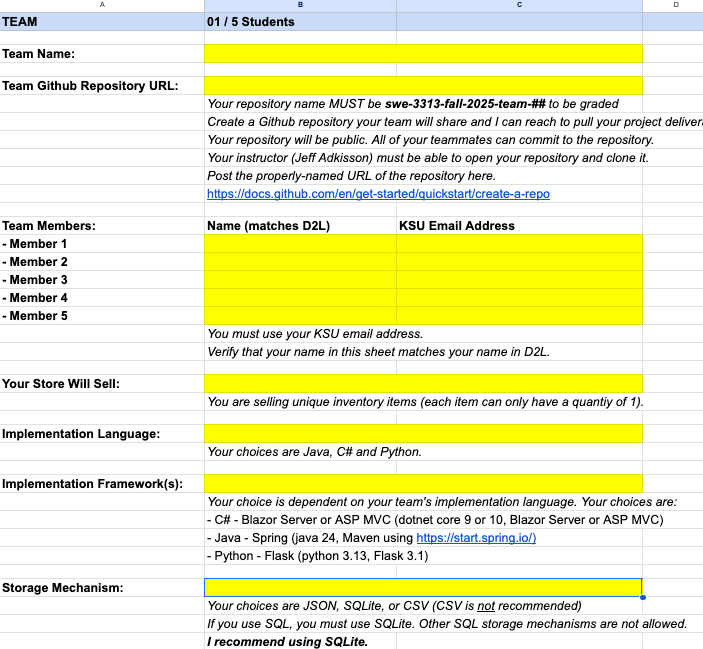 A B C D
TEAM 01 / 5 Students
Team Name:
Team Github Repository URL:
Your repository name MUST be swe-3313-fall-2025-team-## to be graded
Create a Github repository your team will share and I can reach to pull your project deliver
Your repository will be public. All of your teammates can commit to the repository.
Your instructor (Jeff Adkisson) must be able to open your repository and clone it.
Post the properly-named URL of the repository here.
https://docs.github.com/en/get-started/quickstart/create-a-repo
Team Members: Name (matches D2L) KSU Email Address
- Member 1
- Member 2
- Member 3
- Member 4
- Member 5
You must use your KSU email address.
Verify that your name in this sheet matches your name in D2L.
Your Store Will Sell:
You are selling unique inventory items (each item can only have a quantiy of 1).
Implementation Language:
Your choices are Java, C# and Python.
Implementation Framework(s):
Your choice is dependent on your team's implementation language. Your choices are:
- C# - Blazor Server or ASP MVC (dotnet core 9 or 10, Blazor Server or ASP MVC)
- Java - Spring (java 24, Maven using https://start.spring.io/)
- Python - Flask (python 3.13, Flask 3.1)
Storage Mechanism:
Your choices are JSON, SQLite, or CSV (CSV is not recommended)
If you use SQL, you must use SQLite. Other SQL storage mechanisms are not allowed.
I recommend using SQLite.